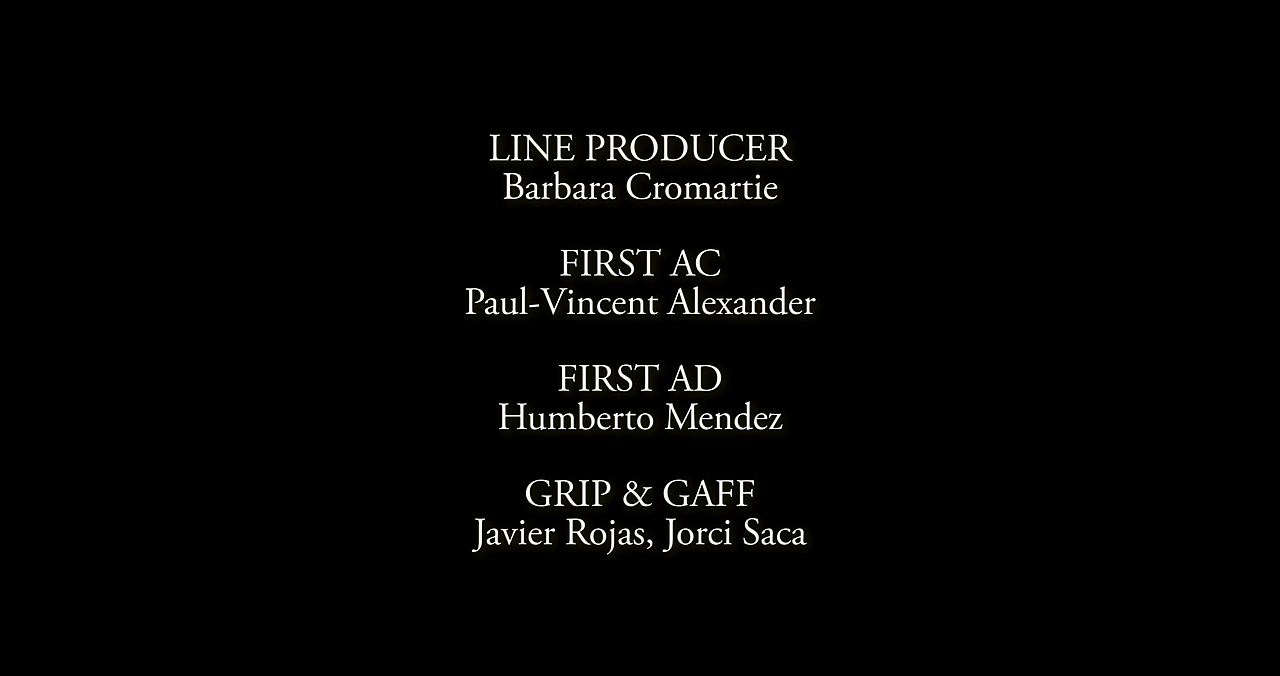 LINE PRODUCER
Barbara Cromartie
FIRST AC
Paul-Vincent Alexander
FIRST AD
Humberto Mendez
GRIP & GAFF
Javier Rojas, Jorci Saca